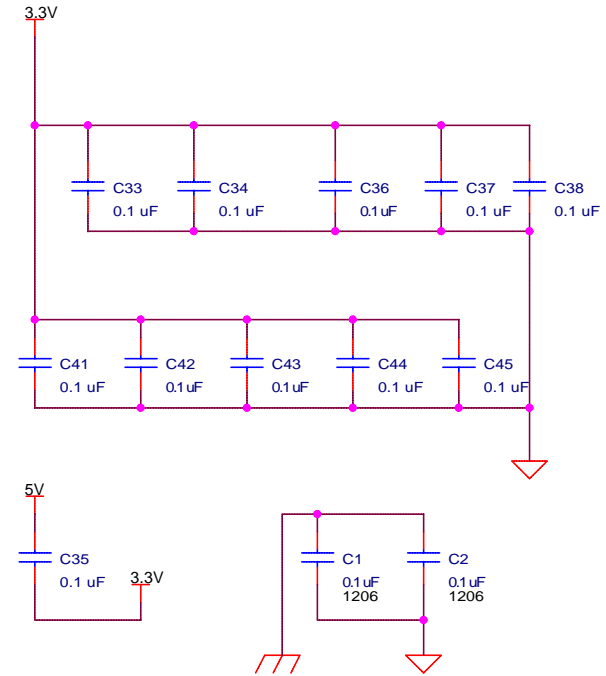 3.3V
C33 C34 C36 C37 C38
0.1 uF 0.1uF 0.1uF 0.1 uF 0.1 uF
C41 C42 C43 C44 C45
0.1 uF 0.1uF 0.1uF 0.1 uF 0.1 uF
5V
C35 C1 C2
0.1 uF 3.3V 0.1uF 0.1uF
1206 1206